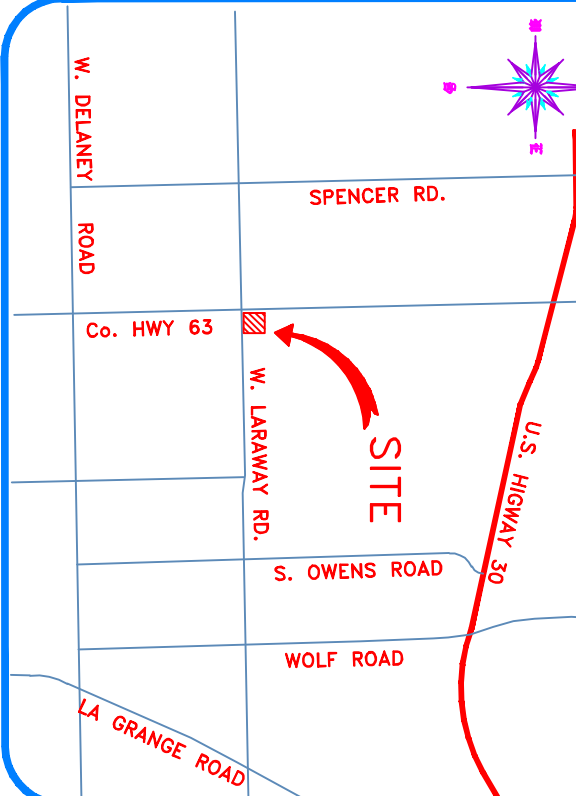 W. DELANEY ROAD
SPENCER RD.
Co. HWY 63
W. LARAWAY RD.
SITE
U.S. HIGWAY 30
S. OWENS ROAD
WOLF ROAD
LA GRANGE ROAD